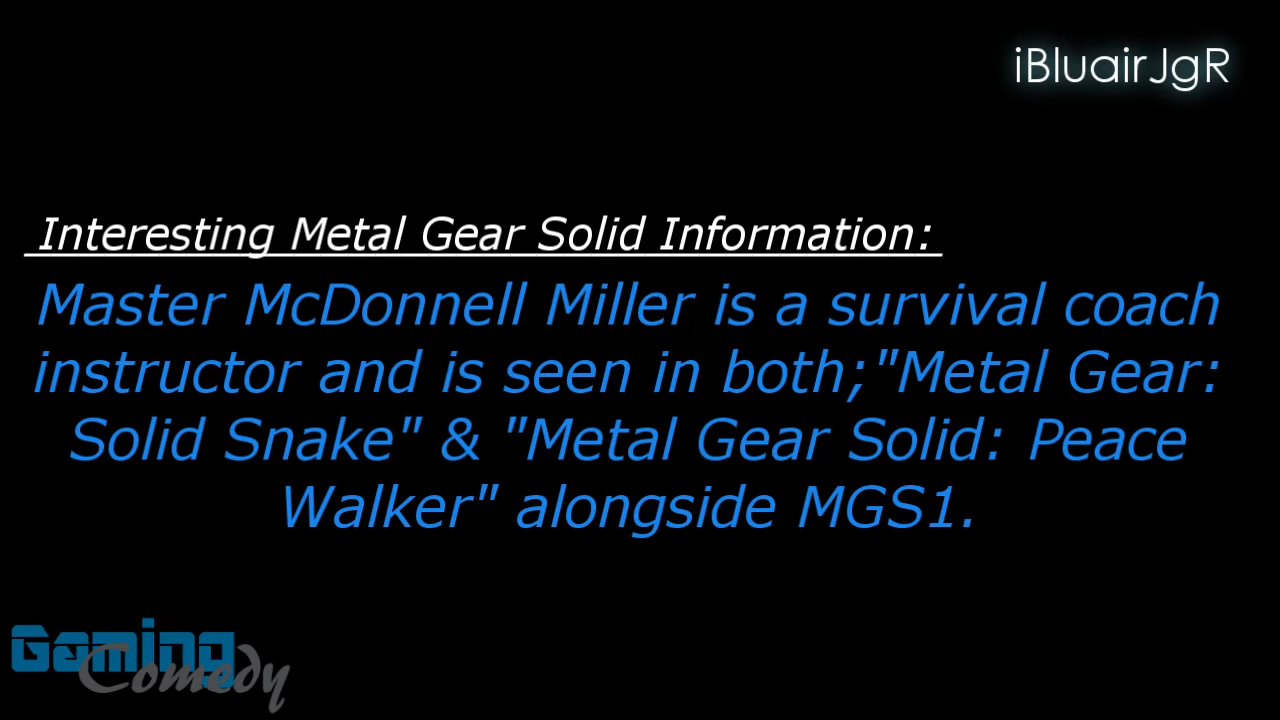 iBluairJgR
Interesting Metal Gear Solid Information:
Master McDonnell Miller is a survival coach
instructor and is seen in both;"Metal Gear:
Solid Snake" & "Metal Gear Solid: Peace
Walker" alongside MGS1.
Gaming
Comedy